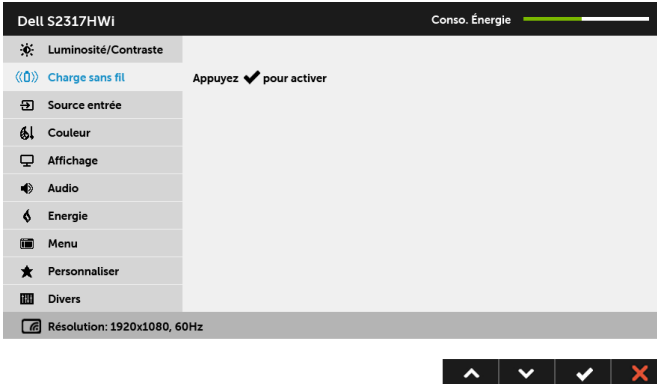 Dell S2317HWi
Conso. Énergie
Luminosité/Contraste
Charge sans fil
Appuyez ✔ pour activer
Source entrée
Couleur
Affichage
Audio
Energie
Menu
Personnaliser
Divers
Résolution: 1920x1080, 60Hz